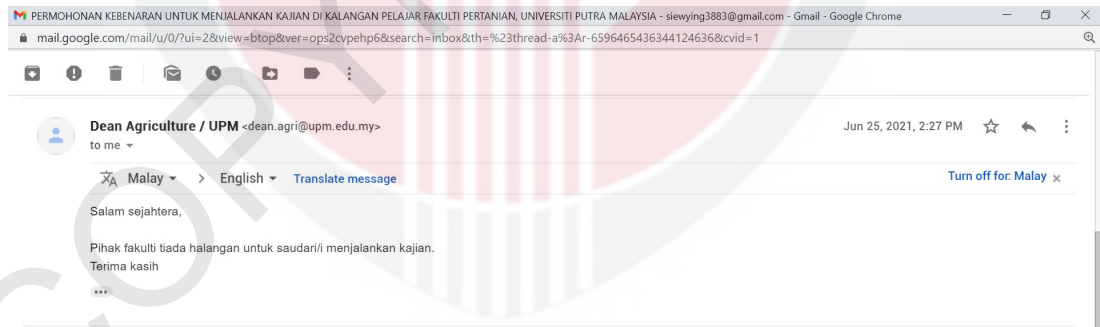 PERMOHONAN KEBENARAN UNTUK MENJALANKAN KAJIAN DI KALANGAN PELAJAR FAKULTI PERTANIAN, UNIVERSITI PUTRA MALAYSIA - siewying3883@gmail.com - Gmail - Google Chrome
mail.google.com/mail/u/0/?ui=2&view=btop&ver=ops2cvpehp6&search=inbox&th=%23thread-a%3Ar-6596465436344124636&cvid=1
Dean Agriculture / UPM <dean.agri@upm.edu.my> Jun 25, 2021, 2:27 PM
to me
Malay > English Translate message Turn off for: Malay x
Salam sejahtera,
Pihak fakulti tiada halangan untuk saudari/i menjalankan kajian.
Terima kasih
COPY